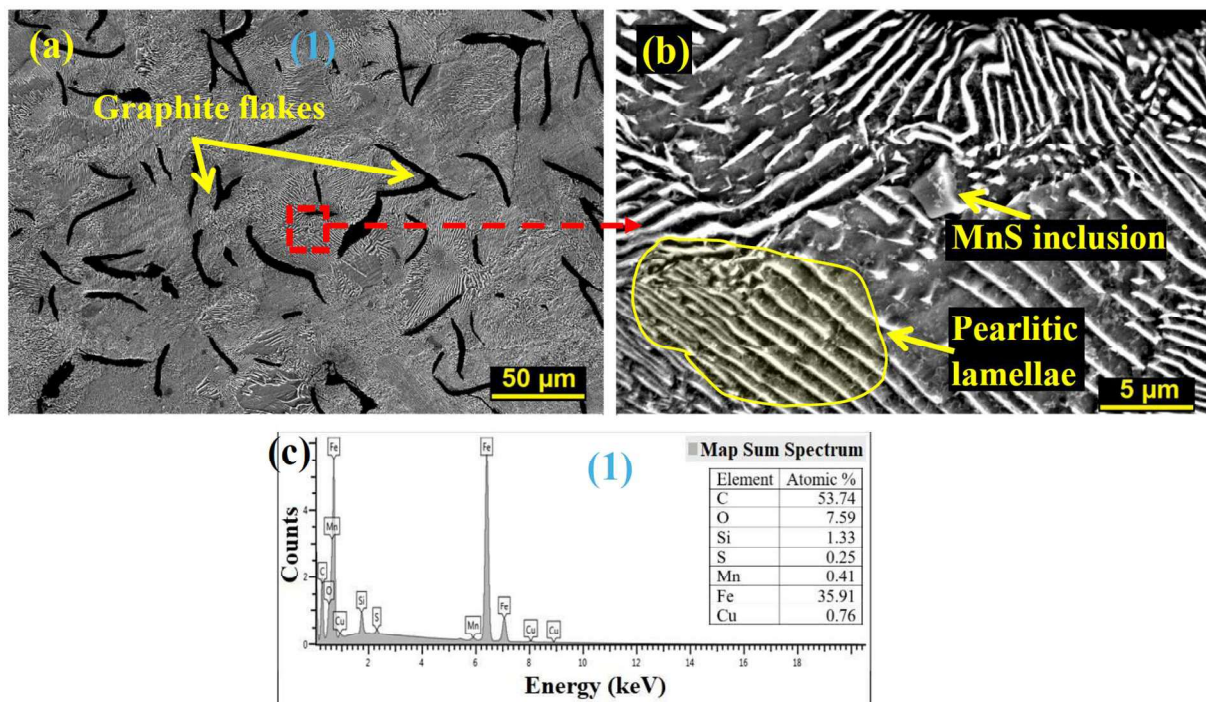 (a)
(1)
Graphite flakes
50 µm
(b)
MnS inclusion
Pearlitic
lamellae
5 µm
(c)
(1)
Map Sum Spectrum
Element Atomic %
C 53.74
O 7.59
Si 1.33
S 0.25
Mn 0.41
Fe 35.91
Cu 0.76
Fe
Fe
Mn
C
O
Cu
Si
S
Mn
Fe
Cu
Cu
Counts
4
2
0
2 4 6 8 10 12 14 16 18
Energy (keV)